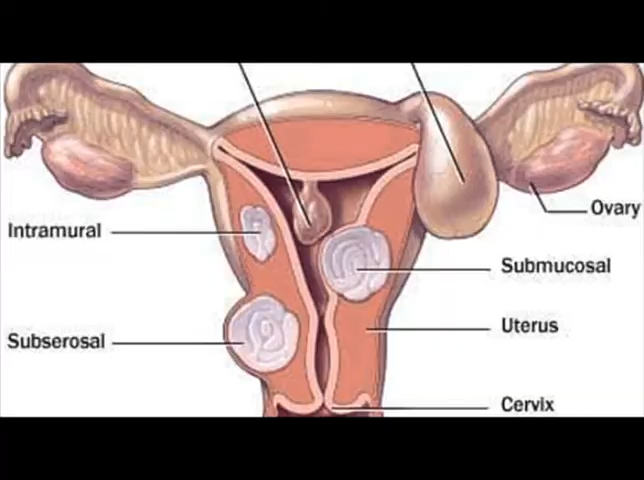 Ovary
Intramural
Submucosal
Uterus
Subserosal
Cervix